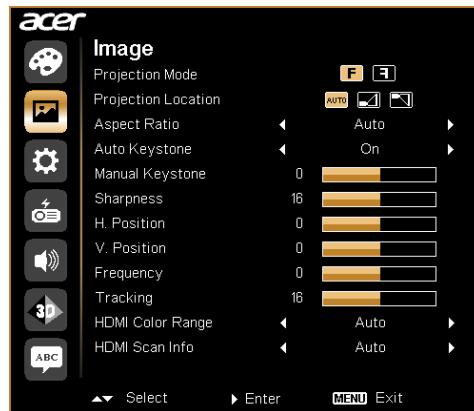 acer
Image
Projection Mode F F
Projection Location AUTO
Aspect Ratio Auto
Auto Keystone On
Manual Keystone 0
Sharpness 16
H. Position 0
V. Position 0
Frequency 0
Tracking 16
HDMI Color Range Auto
HDMI Scan Info Auto
3D
ABC
Select Enter MENU Exit